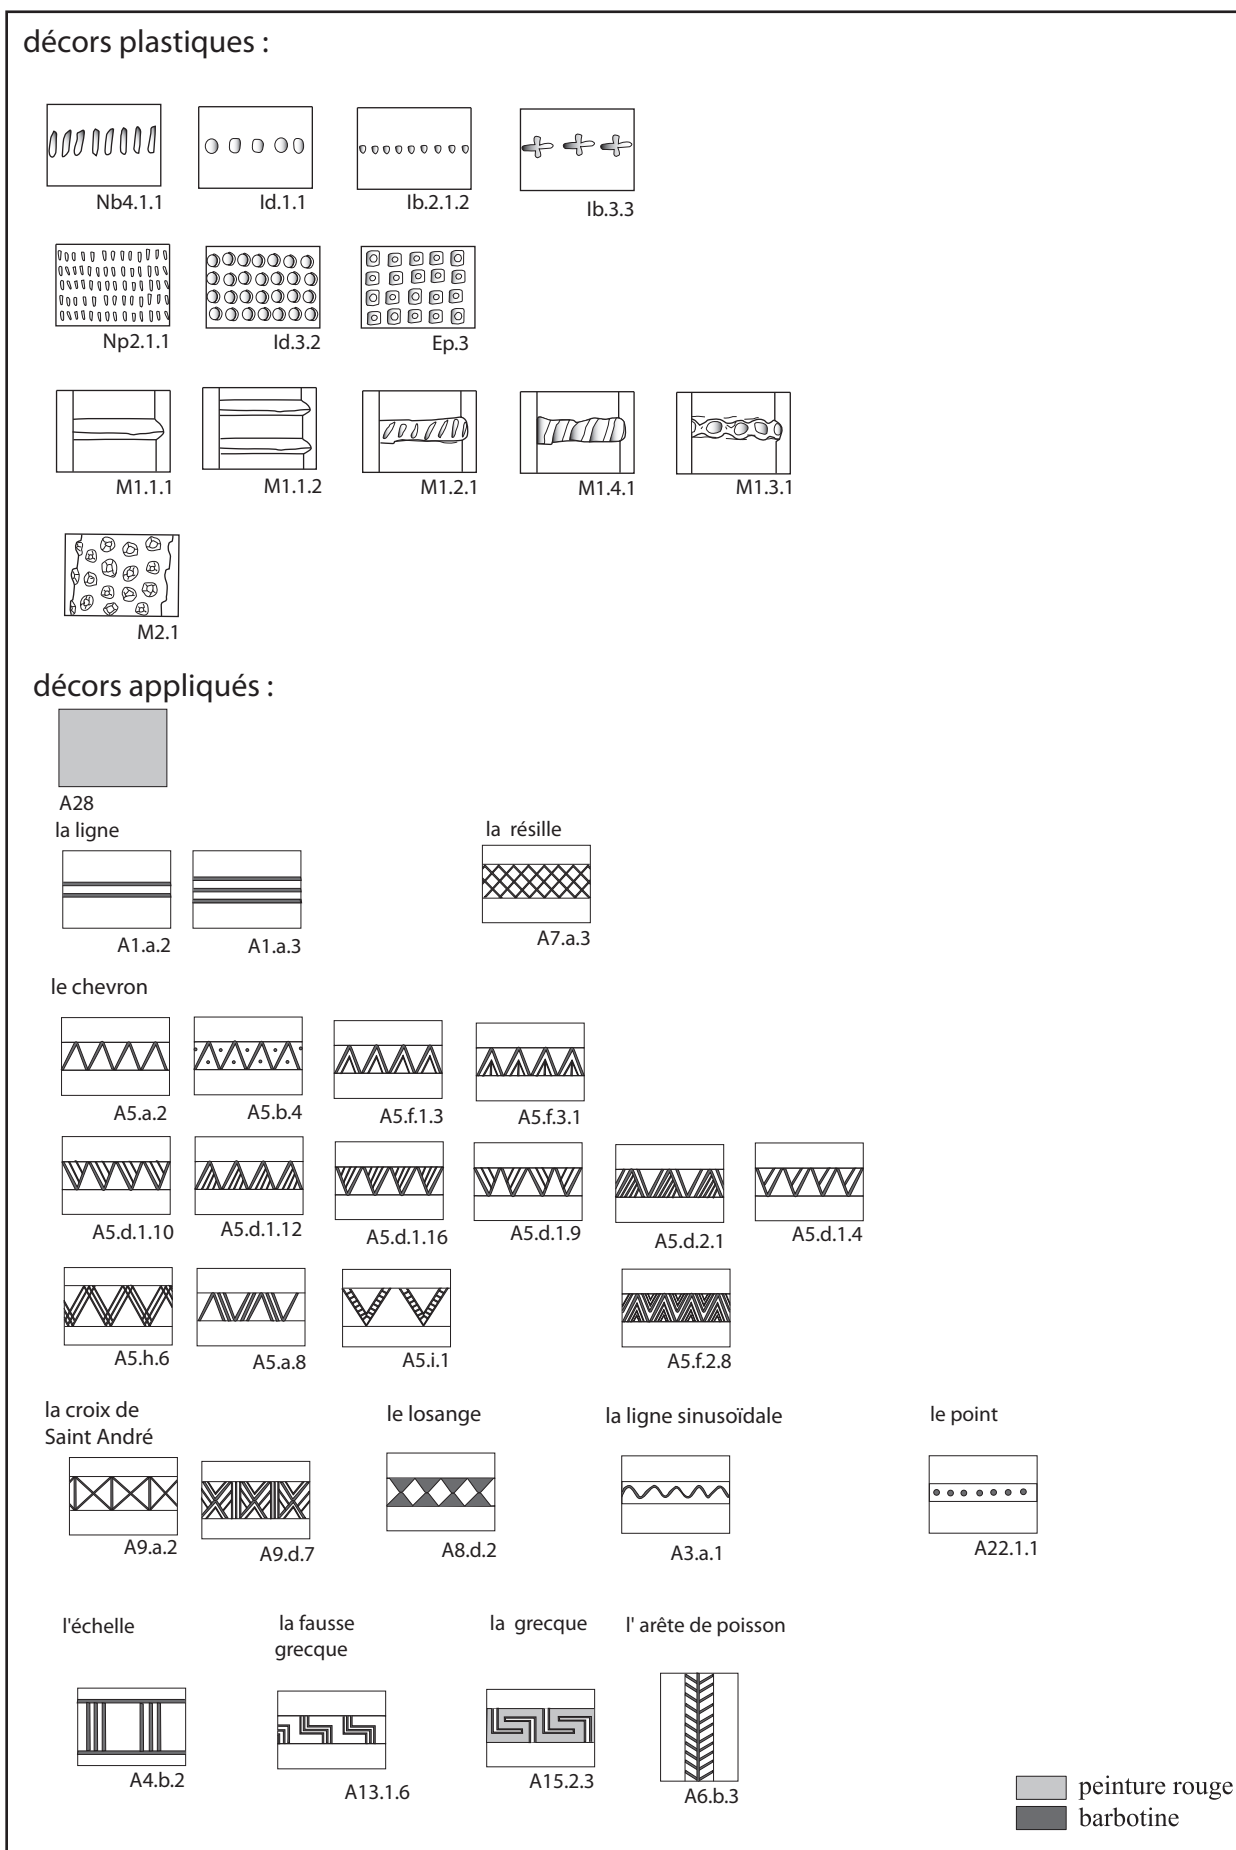 décors plastiques :
Nb4.1.1 Id.1.1 Ib.2.1.2 Ib.3.3
Np2.1.1 Id.3.2 Ep.3
M1.1.1 M1.1.2 M1.2.1 M1.4.1 M1.3.1
M2.1
décors appliqués :
A28
la ligne la résille
A1.a.2 A1.a.3 A7.a.3
le chevron
A5.a.2 A5.b.4 A5.f.1.3 A5.f.3.1
A5.d.1.10 A5.d.1.12 A5.d.1.16 A5.d.1.9 A5.d.2.1 A5.d.1.4
A5.h.6 A5.a.8 A5.i.1 A5.f.2.8
la croix de
Saint André
le losange
la ligne sinusoïdale
le point
A9.a.2 A9.d.7 A8.d.2 A3.a.1 A22.1.1
l'échelle
la fausse
grecque
la grecque
l' arête de poisson
A4.b.2 A13.1.6 A15.2.3 A6.b.3
peinture rouge
barbotine